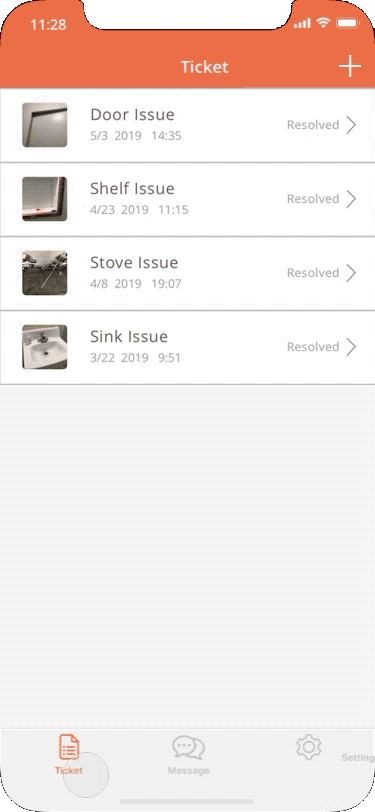 11:28
Ticket
Door Issue
5/3 2019 14:35
Resolved
Shelf Issue
4/23 2019 11:15
Resolved
Stove Issue
4/8 2019 19:07
Resolved
Sink Issue
3/22 2019 9:51
Resolved
Ticket
Message
Setting